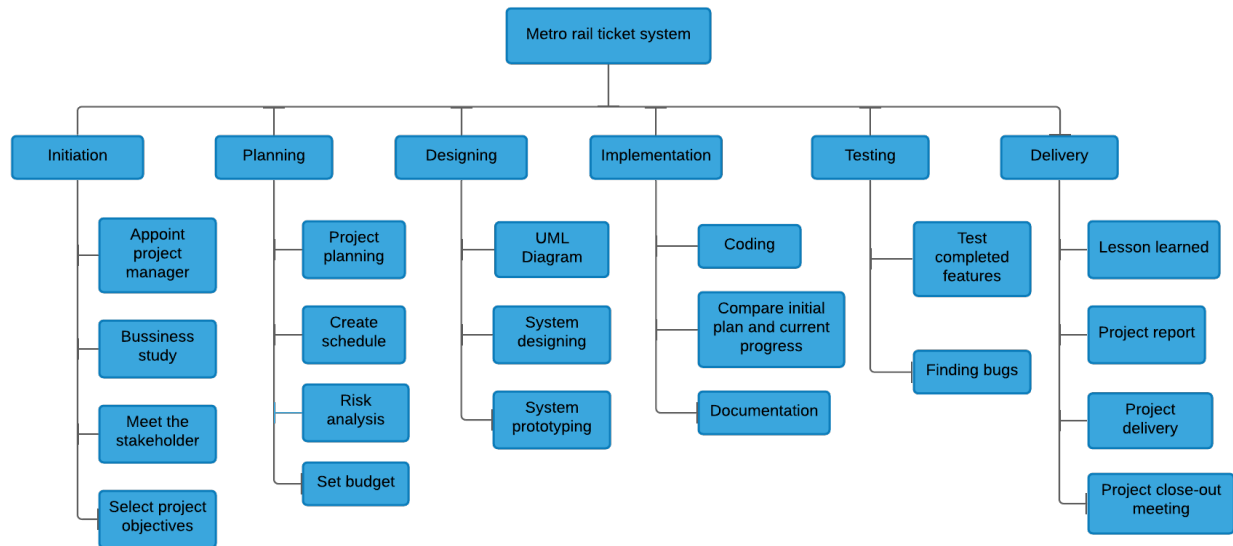 Metro rail ticket system
Initiation
Planning
Designing
Implementation
Testing
Delivery
Appoint
project
manager
Bussiness
study
Meet the
stakeholder
Select project
objectives
Project
planning
Create
schedule
Risk
analysis
Set budget
UML
Diagram
System
designing
System
prototyping
Coding
Compare initial
plan and current
progress
Documentation
Test
completed
features
Finding bugs
Lesson learned
Project report
Project
delivery
Project close-out
meeting